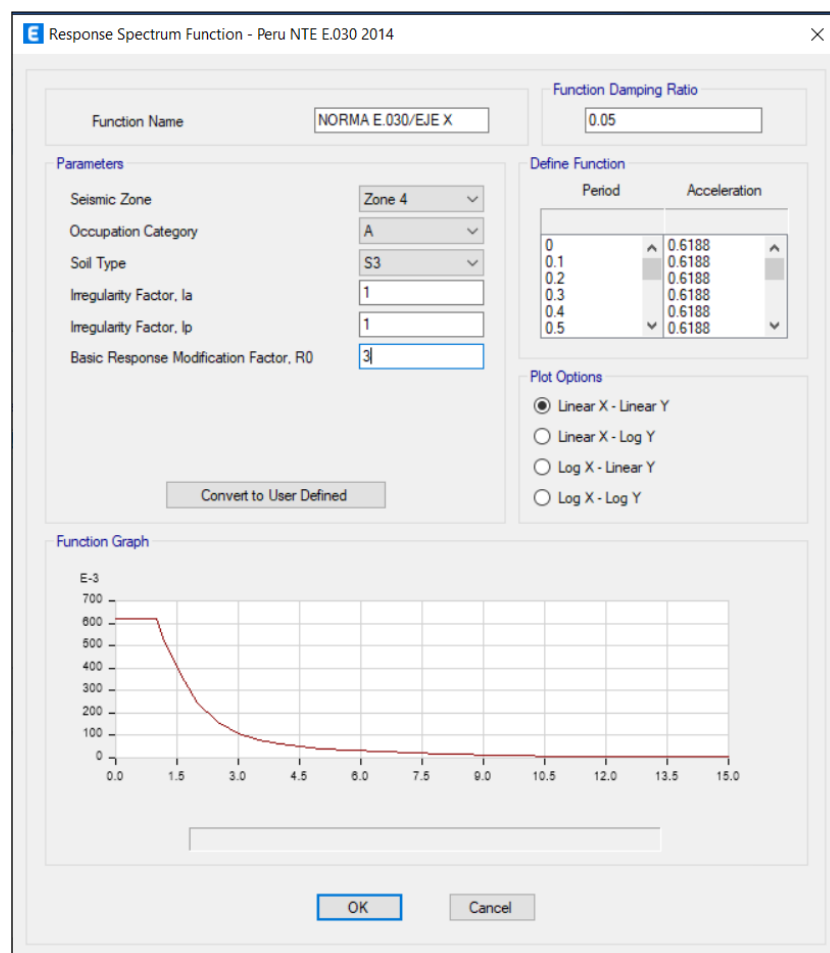 E Response Spectrum Function - Peru NTE E.030 2014
Function Name
NORMA E.030/EJE X
Function Damping Ratio
0.05
Parameters
Seismic Zone
Zone 4
Occupation Category
A
Soil Type
S3
Irregularity Factor, Ia
1
Irregularity Factor, Ip
1
Basic Response Modification Factor, R0
3
Convert to User Defined
Define Function
Period Acceleration
0 0.6188
0.1 0.6188
0.2 0.6188
0.3 0.6188
0.4 0.6188
0.5 0.6188
Plot Options
Linear X - Linear Y
Linear X - Log Y
Log X - Linear Y
Log X - Log Y
Function Graph
E-3
700
600
500
400
300
200
100
0
0.0 1.5 3.0 4.5 6.0 7.5 9.0 10.5 12.0 13.5 15.0
OK Cancel